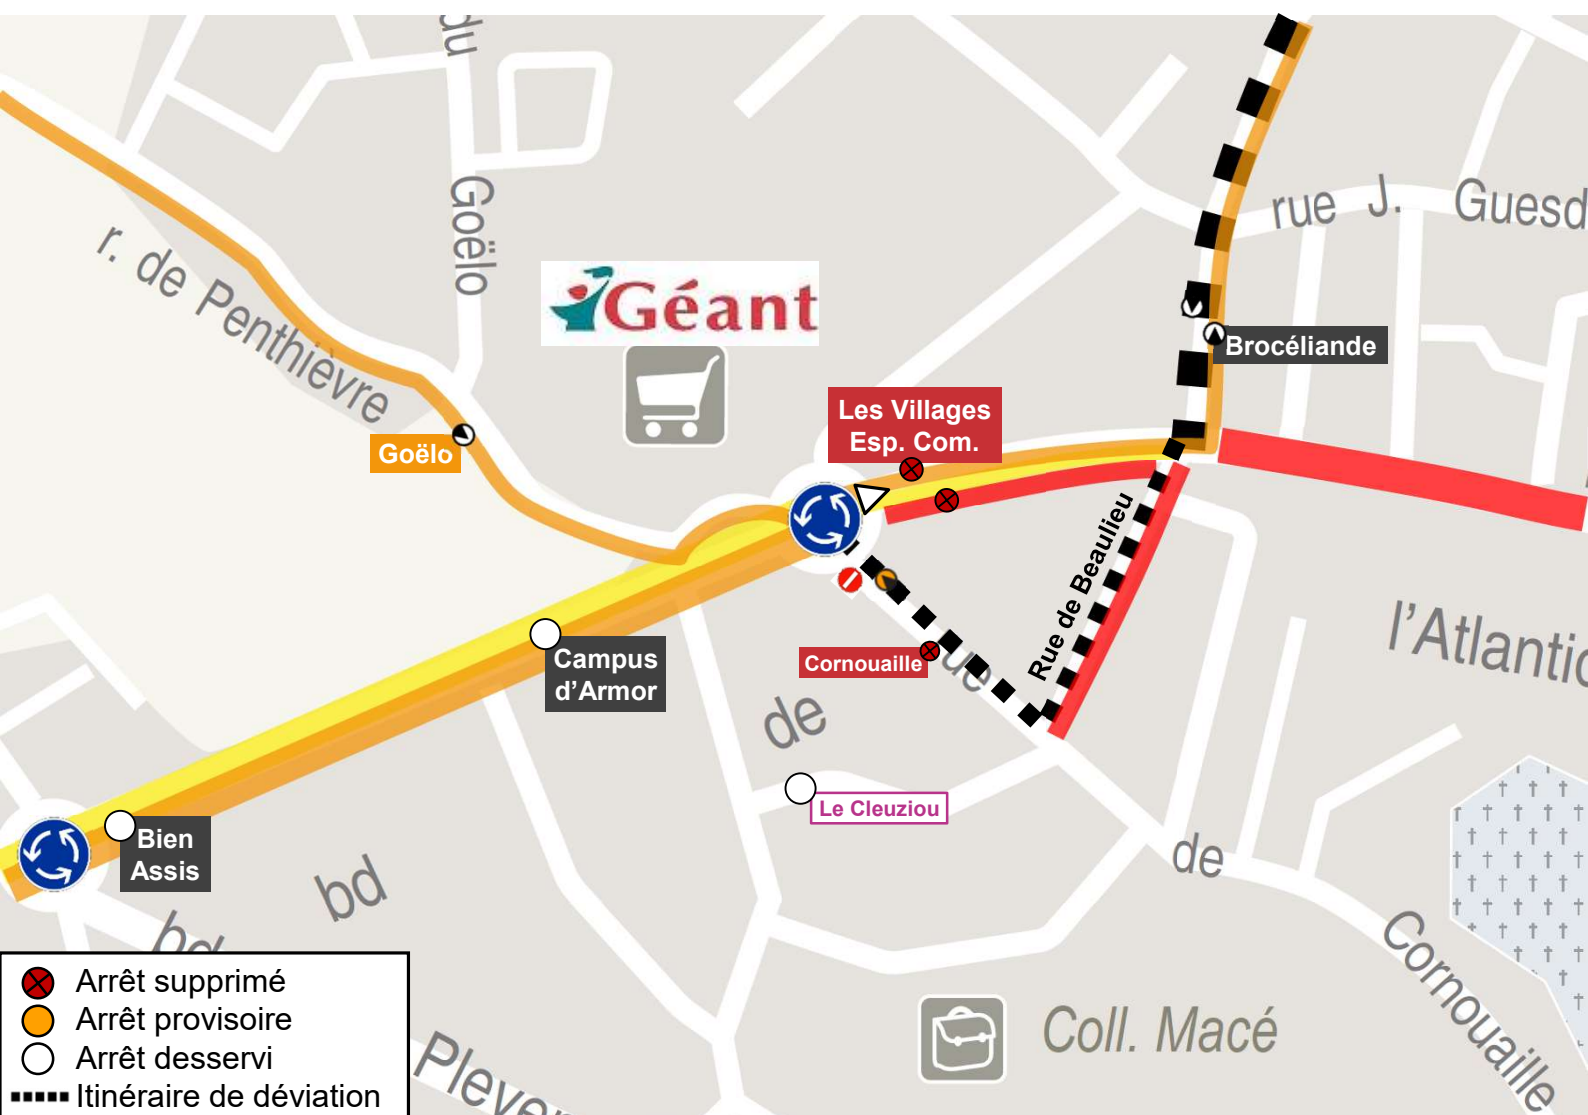 du
Goëlo
r. de Penthièvre
rue J. Guesd
Géant
Brocéliande
Les Villages
Esp. Com.
Goëlo
Rue de Beaulieu
l'Atlantic
Cornouaille
ue
Campus
d'Armor
de
Le Cleuziou
Bien
Assis
de
bd
bd
Cornouaille
Coll. Macé
Pleven
Arrêt supprimé
Arrêt provisoire
Arrêt desservi
Itinéraire de déviation